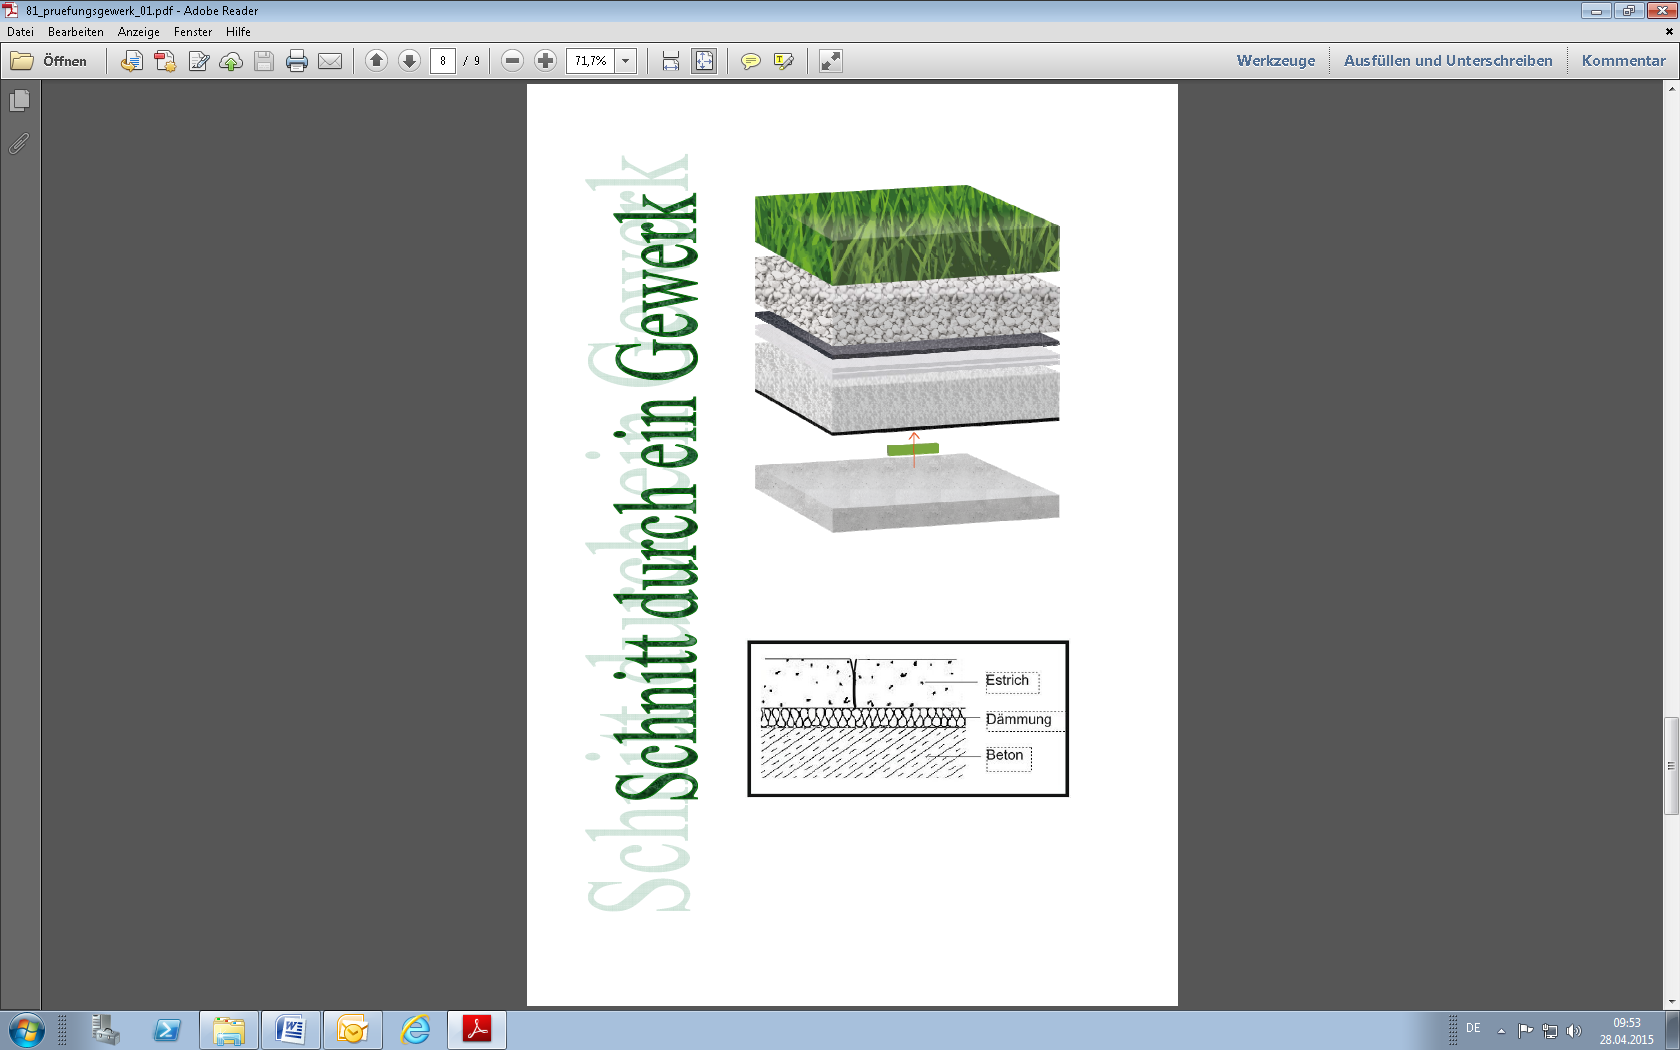 81_pruefungsgewerk_01.pdf - Adobe Reader
Datei Bearbeiten Anzeige Fenster Hilfe
Öffnen 8 / 9 71,7% Werkzeuge Ausfüllen und Unterschreiben Kommentar
Schnitt durch ein Gewerk
Estrich
Dämmung
Beton
DE
09:53
28.04.2015